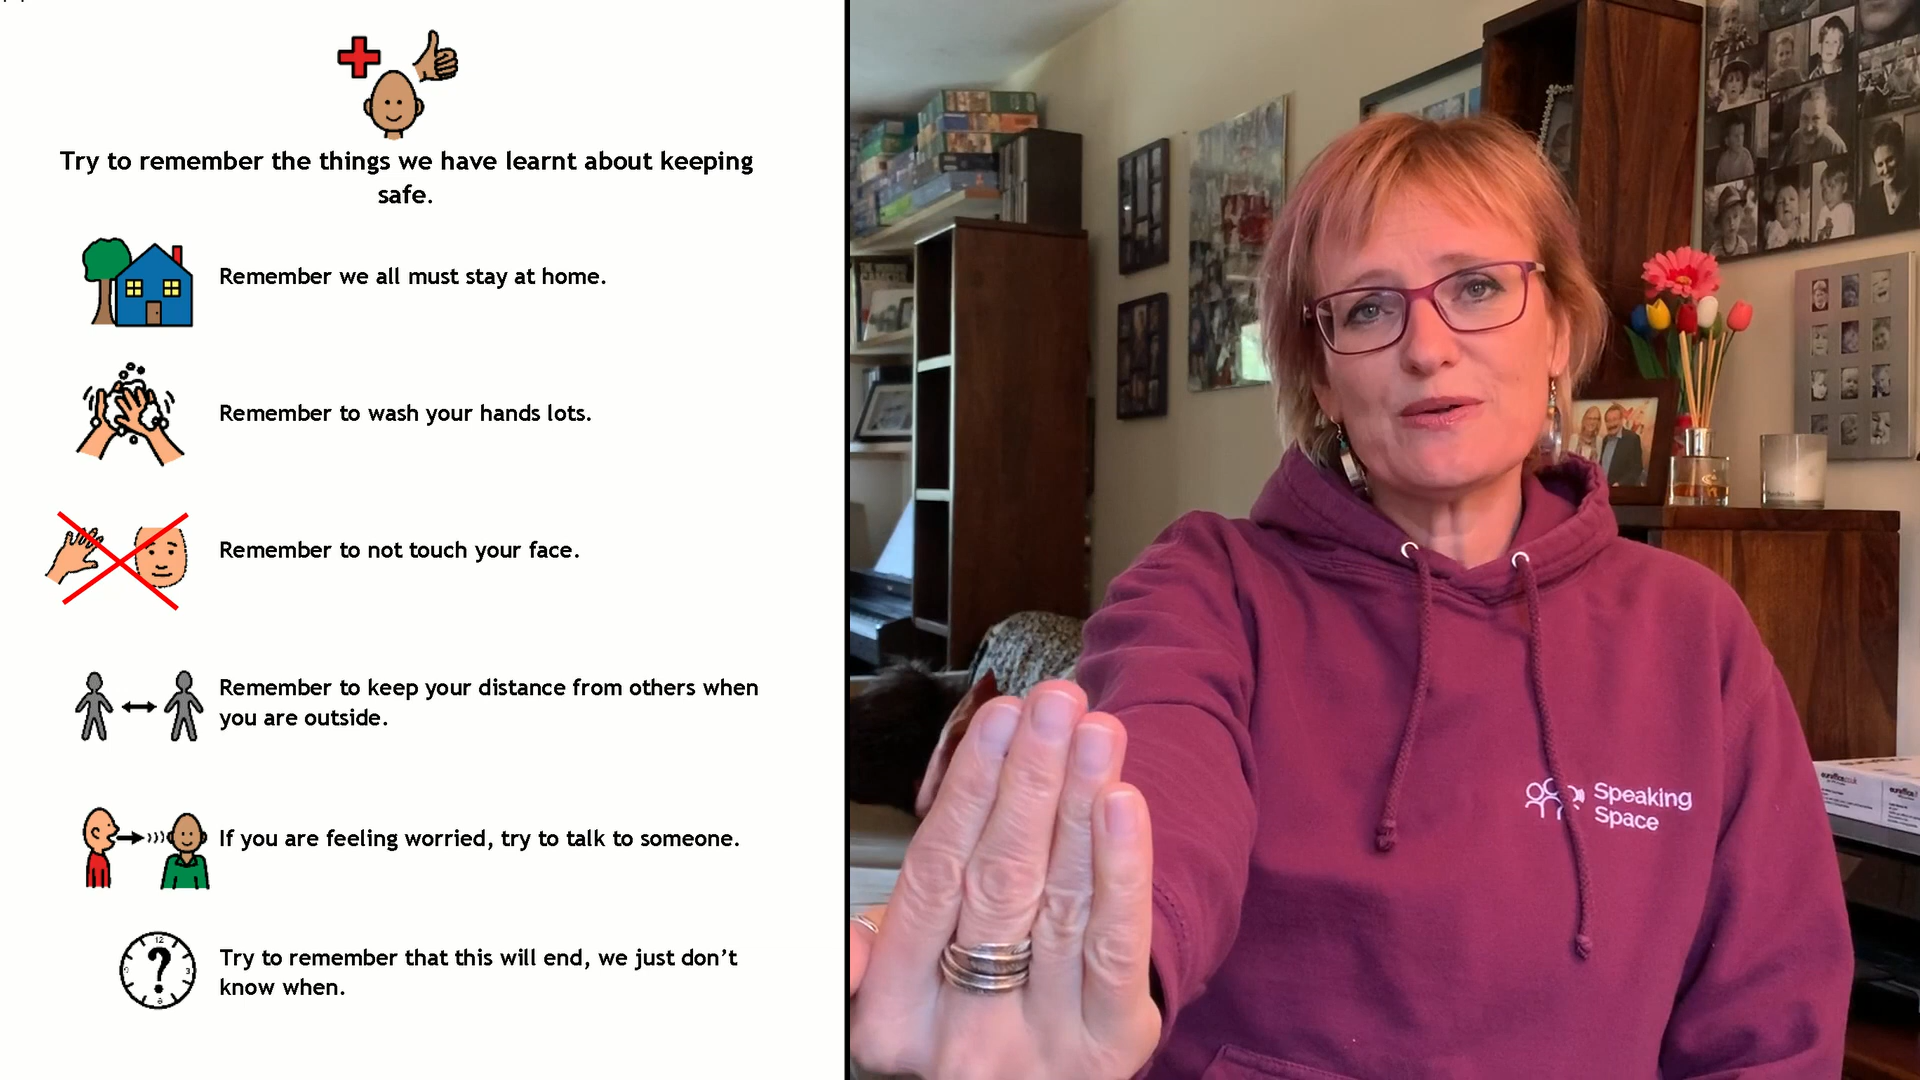 Try to remember the things we have learnt about keeping
safe.
Remember we all must stay at home.
Remember to wash your hands lots.
Remember to not touch your face.
Remember to keep your distance from others when
you are outside.
If you are feeling worried, try to talk to someone.
Try to remember that this will end, we just don't
know when.
Speaking
Space